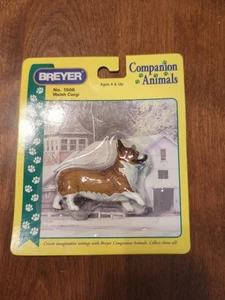 BREYER
No. 1508
Welsh Corgi
Ages 4 & Up
Companion
Animals
Create imaginative settings with Breyer Companion Animals. Collect them all!